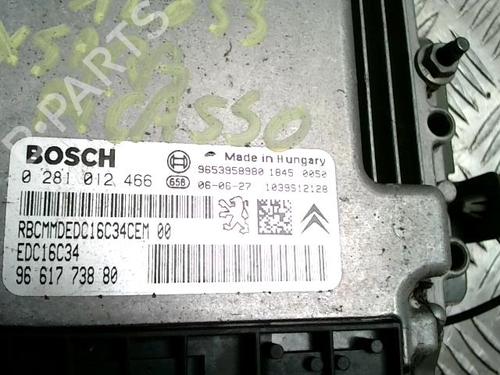 CASSO
B-PARTS
BOSCH
Made in Hungary
0 281 012 466
9653958980 1845 0050
65B 06-06-27 1039S12128
RBCMMDEDC16C34CEM 00
EDC16C34
96 617 738 80